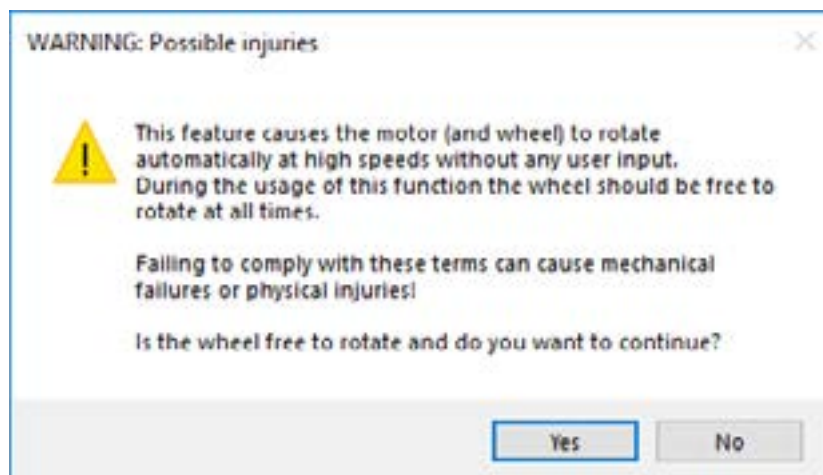 WARNING: Possible injuries
This feature causes the motor (and wheel) to rotate
automatically at high speeds without any user input.
During the usage of this function the wheel should be free to
rotate at all times.
Failing to comply with these terms can cause mechanical
failures or physical injuries!
Is the wheel free to rotate and do you want to continue?
Yes
No